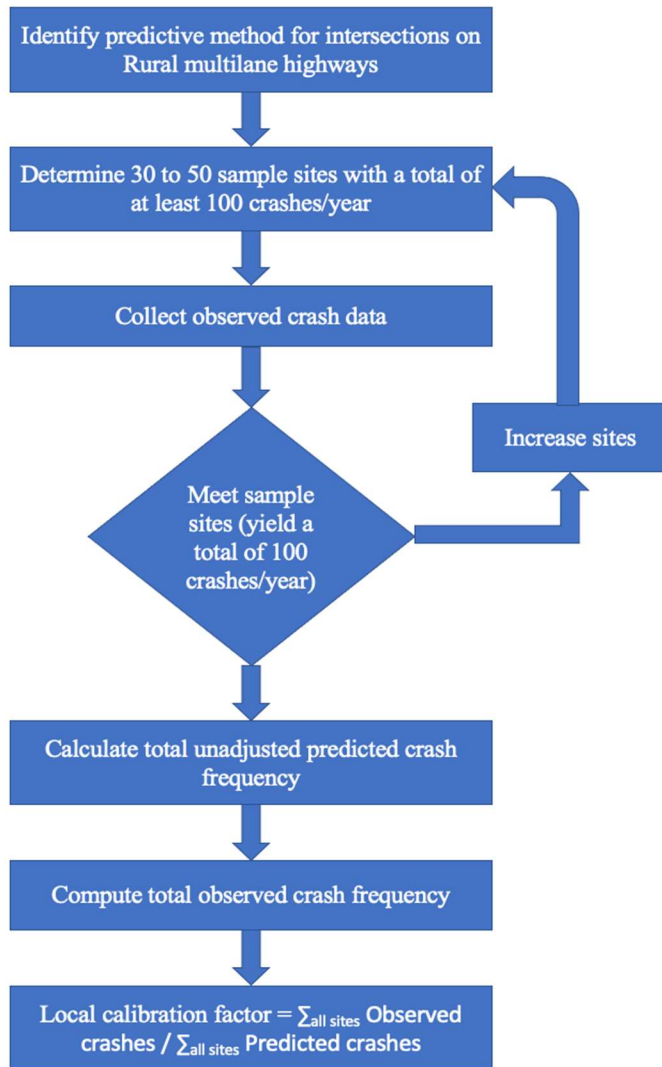 Identify predictive method for intersections on
Rural multilane highways
Determine 30 to 50 sample sites with a total of
at least 100 crashes/year
Collect observed crash data
Increase sites
Meet sample
sites (yield a
total of 100
crashes/year)
Calculate total unadjusted predicted crash
frequency
Compute total observed crash frequency
Local calibration factor = ∑all sites Observed
crashes / ∑all sites Predicted crashes